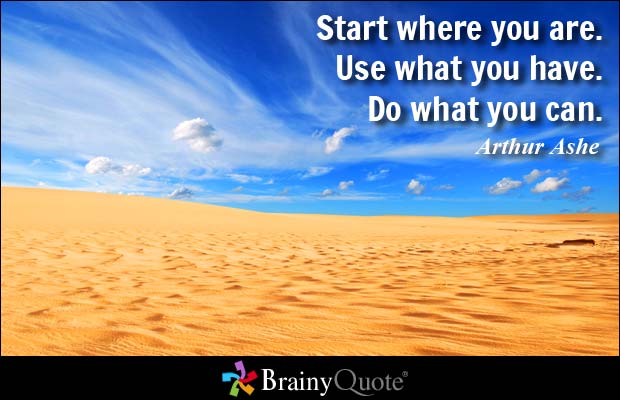 Start where you are.
Use what you have.
Do what you can.
Arthur Ashe
BrainyQuote®